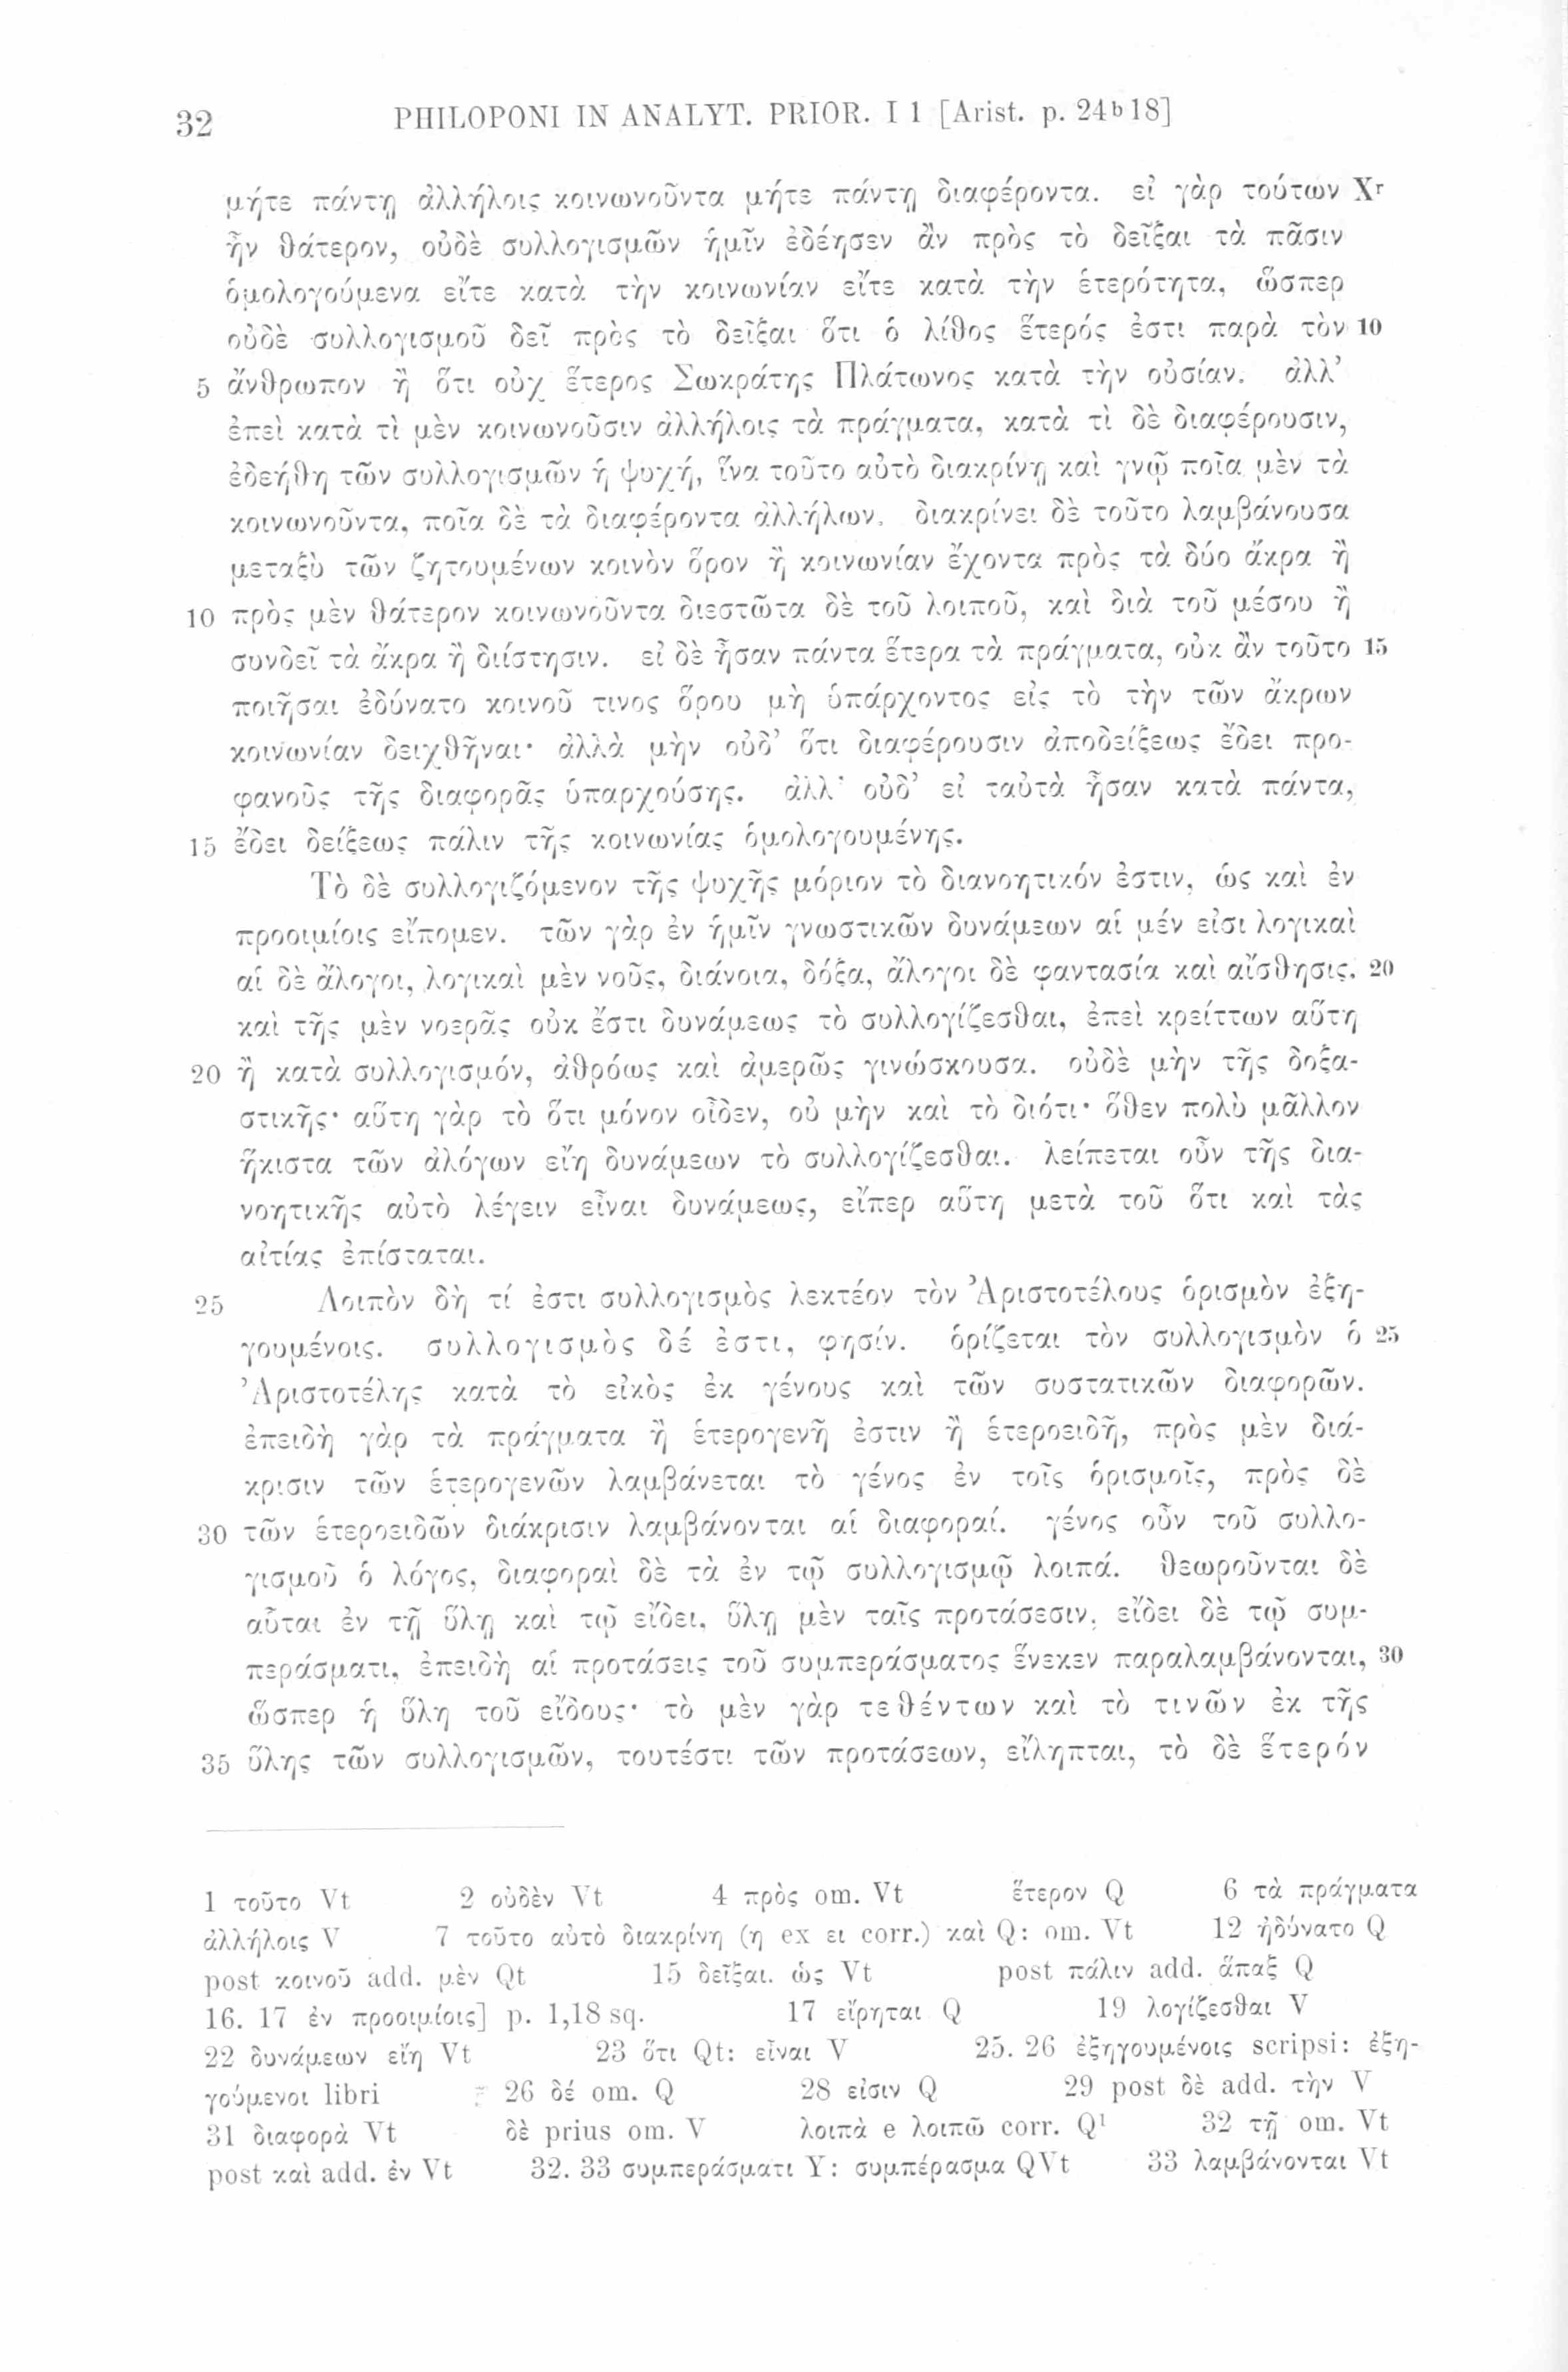 32 PHILOPONI IN ANALYT. PRIOR. I 1 [Arist. p. 24b18]
μήτε πάντῃ ἀλλήλοις κοινωνοῦντα μήτε πάντῃ διαφέροντα. εἰ γὰρ τούτων Xr
ἦν θάτερον, οὐδὲ συλλογισμῶν ἡμῖν ἐδέησεν ἂν πρὸς τὸ δεῖξαι τὰ πᾶσιν
ὁμολογούμενα εἴτε κατὰ τὴν κοινωνίαν εἴτε κατὰ τὴν ἑτερότητα, ὥσπερ
οὐδὲ συλλογισμοῦ δεῖ πρὸς τὸ δεῖξαι ὅτι ὁ λίθος ἕτερός ἐστι παρὰ τὸν 10
5 ἄνθρωπον ἢ ὅτι οὐχ ἕτερος Σωκράτης Πλάτωνος κατὰ τὴν οὐσίαν. ἀλλ’
ἐπεὶ κατὰ τὶ μὲν κοινωνοῦσιν ἀλλήλοις τὰ πράγματα, κατὰ τὶ δὲ διαφέρουσιν,
ἐδεήθη τῶν συλλογισμῶν ἡ ψυχή, ἵνα τοῦτο αὐτὸ διακρίνῃ καὶ γνῷ ποῖα μὲν τὰ
κοινωνοῦντα, ποῖα δὲ τὰ διαφέροντα ἀλλήλων. διακρίνει δὲ τοῦτο λαμβάνουσα
μεταξὺ τῶν ζητουμένων κοινὸν ὅρον ἢ κοινωνίαν ἔχοντα πρὸς τὰ δύο ἄκρα ἢ
10 πρὸς μὲν θάτερον κοινωνοῦντα διεστῶτα δὲ τοῦ λοιποῦ, καὶ διὰ τοῦ μέσου ἢ
συνδεῖ τὰ ἄκρα ἢ διίστησιν. εἰ δὲ ἦσαν πάντα ἕτερα τὰ πράγματα, οὐκ ἂν τοῦτο 15
ποιῆσαι ἐδύνατο κοινοῦ τινος ὅρου μὴ ὑπάρχοντος εἰς τὸ τὴν τῶν ἄκρων
κοινωνίαν δειχθῆναι· ἀλλὰ μὴν οὐδ’ ὅτι διαφέρουσιν ἀποδείξεως ἔδει προ-
φανοῦς τῆς διαφορᾶς ὑπαρχούσης. ἀλλ’ οὐδ’ εἰ ταὐτὰ ἦσαν κατὰ πάντα,
15 ἔδει δείξεως πάλιν τῆς κοινωνίας ὁμολογουμένης.
Τὸ δὲ συλλογιζόμενον τῆς ψυχῆς μόριον τὸ διανοητικόν ἐστιν, ὡς καὶ ἐν
προοιμίοις εἴπομεν. τῶν γὰρ ἐν ἡμῖν γνωστικῶν δυνάμεων αἱ μέν εἰσι λογικαὶ
αἱ δὲ ἄλογοι, λογικαὶ μὲν νοῦς, διάνοια, δόξα, ἄλογοι δὲ φαντασία καὶ αἴσθησις. 20
καὶ τῆς μὲν νοερᾶς οὐκ ἔστι δυνάμεως τὸ συλλογίζεσθαι, ἐπεὶ κρείττων αὕτη
20 ἢ κατὰ συλλογισμόν, ἀθρόως καὶ ἀμερῶς γινώσκουσα. οὐδὲ μὴν τῆς δοξα-
στικῆς· αὕτη γὰρ τὸ ὅτι μόνον οἶδεν, οὐ μὴν καὶ τὸ διότι· ὅθεν πολὺ μᾶλλον
ἥκιστα τῶν ἀλόγων εἴη δυνάμεων τὸ συλλογίζεσθαι. λείπεται οὖν τῆς δια-
νοητικῆς αὐτὸ λέγειν εἶναι δυνάμεως, εἴπερ αὕτη μετὰ τοῦ ὅτι καὶ τὰς
αἰτίας ἐπίσταται.
25 Λοιπὸν δὴ τί ἐστι συλλογισμὸς λεκτέον τὸν Ἀριστοτέλους ὁρισμὸν ἐξη-
γουμένοις. συλλογισμὸς δέ ἐστι, φησίν. ὁρίζεται τὸν συλλογισμὸν ὁ 25
Ἀριστοτέλης κατὰ τὸ εἰκὸς ἐκ γένους καὶ τῶν συστατικῶν διαφορῶν.
ἐπειδὴ γὰρ τὰ πράγματα ἢ ἑτερογενῆ ἐστιν ἢ ἑτεροειδῆ, πρὸς μὲν διά-
κρισιν τῶν ἑτερογενῶν λαμβάνεται τὸ γένος ἐν τοῖς ὁρισμοῖς, πρὸς δὲ
30 τῶν ἑτεροειδῶν διάκρισιν λαμβάνονται αἱ διαφοραί. γένος οὖν τοῦ συλλο-
γισμοῦ ὁ λόγος, διαφοραὶ δὲ τὰ ἐν τῷ συλλογισμῷ λοιπά. θεωροῦνται δὲ
αὗται ἐν τῇ ὕλῃ καὶ τῷ εἴδει, ὕλῃ μὲν ταῖς προτάσεσιν, εἴδει δὲ τῷ συμ-
περάσματι, ἐπειδὴ αἱ προτάσεις τοῦ συμπεράσματος ἕνεκεν παραλαμβάνονται, 30
ὥσπερ ἡ ὕλη τοῦ εἴδους· τὸ μὲν γὰρ τεθέντων καὶ τὸ τινῶν ἐκ τῆς
35 ὕλης τῶν συλλογισμῶν, τουτέστι τῶν προτάσεων, εἴληπται, τὸ δὲ ἕτερόν
1 τοῦτο Vt 2 οὐδὲν Vt 4 πρὸς om. Vt ἕτερον Q 6 τὰ πράγματα
ἀλλήλοις V 7 τοῦτο αὐτὸ διακρίνη (η ex ει corr.) καὶ Q: om. Vt 12 ἠδύνατο Q
post κοινοῦ add. μὲν Qt 15 δεῖξαι. ὡς Vt post πάλιν add. ἅπαξ Q
16. 17 ἐν προοιμίοις] p. 1,18 sq. 17 εἴρηται Q 19 λογίζεσθαι V
22 δυνάμεων εἴη Vt 23 ὅτι Qt: εἶναι V 25. 26 ἐξηγουμένοις scripsi: ἐξη-
γούμενοι libri 26 δέ om. Q 28 εἰσιν Q 29 post δὲ add. τὴν V
31 διαφορὰ Vt δὲ prius om. V λοιπὰ e λοιπῶ corr. Q1 32 τῇ om. Vt
post καὶ add. ἐν Vt 32. 33 συμπεράσματι Y: συμπέρασμα QVt 33 λαμβάνονται Vt